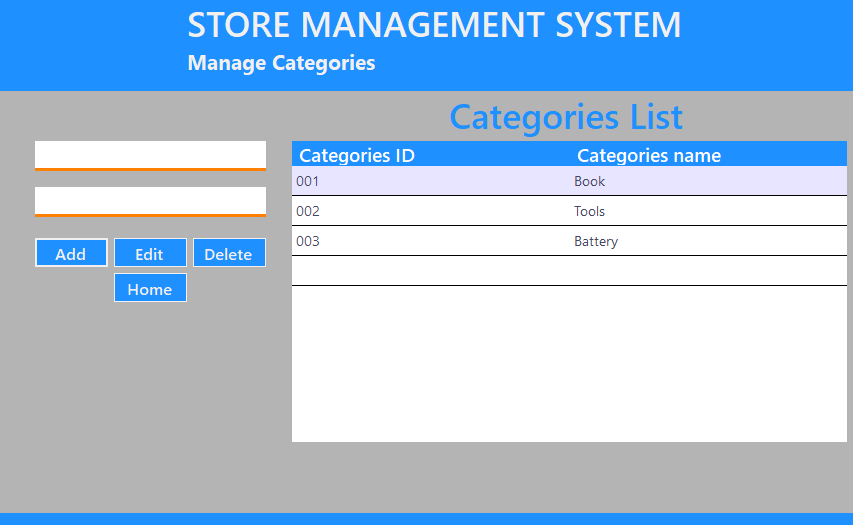 STORE MANAGEMENT SYSTEM
Manage Categories
Categories List
Categories ID Categories name
001 Book
002 Tools
003 Battery
Add Edit Delete
Home